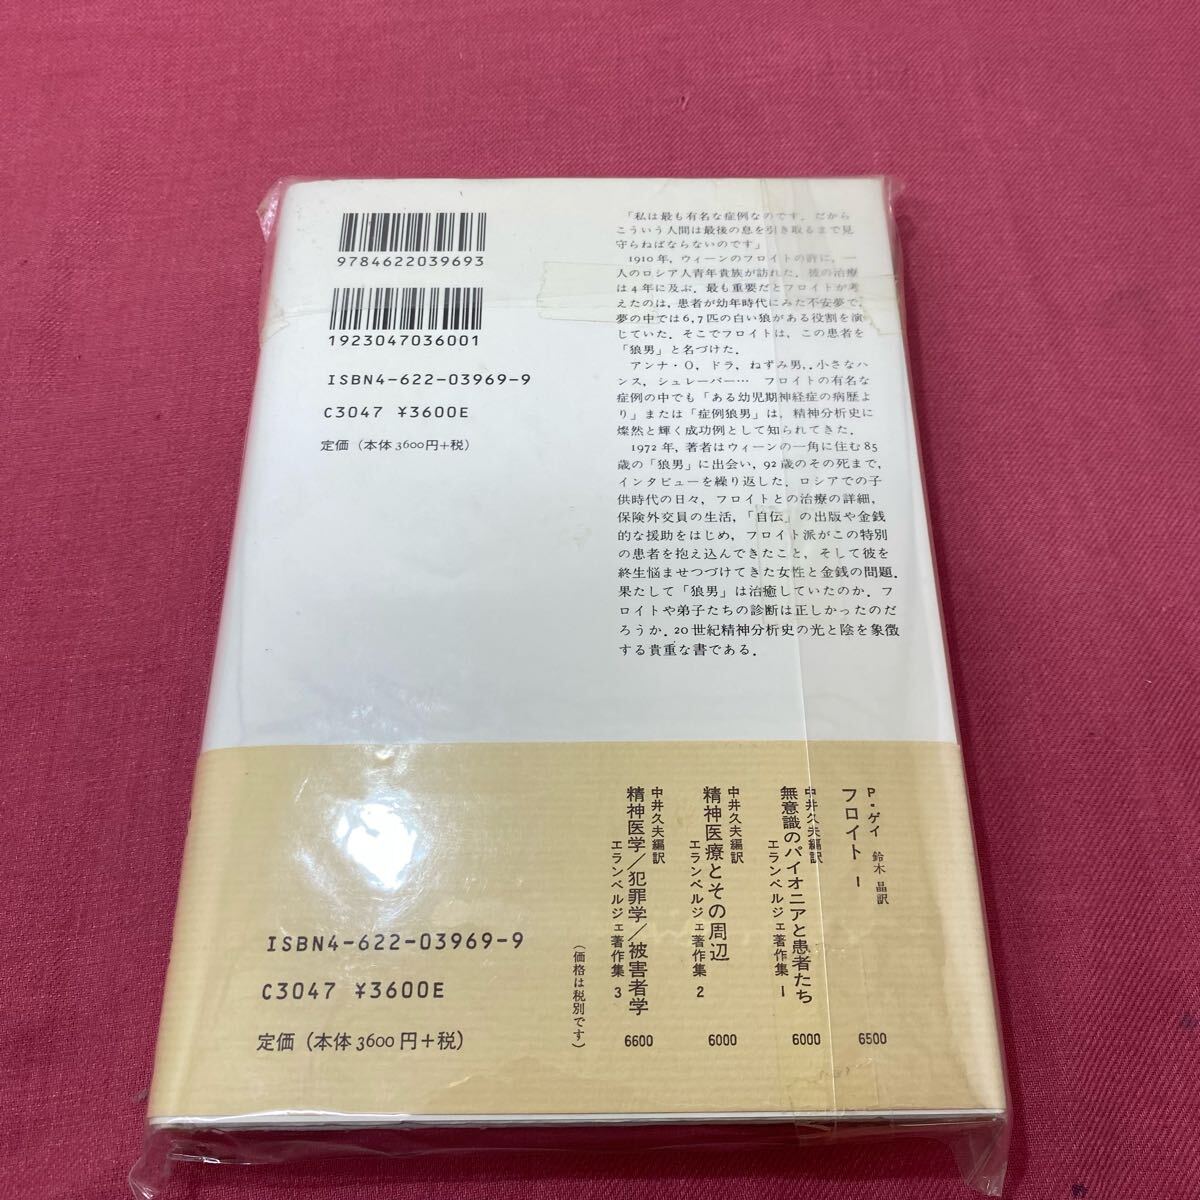 9784622039693
1923047036001
ISBN4-622-03969-9
C3047 ¥3600E
定価（本体3600円+税）
「私は最も有名な症例なのです．だから
こういう人間は最後の息を引き取るまで見
守らねばならないのです」
1910年，ウィーンのフロイトの許に，一
人のロシア人青年貴族が訪れた．彼の治療
は4年に及ぶ．最も重要だとフロイトが考
えたのは，患者が幼年時代にみた不安夢で，
夢の中では6,7匹の白い狼がある役割を演
じていた．そこでフロイトは，この患者を
「狼男」と名づけた．
アンナ・O，ドラ，ねずみ男，小さなハ
ンス，シュレーバー… フロイトの有名な
症例の中でも「ある幼児期神経症の病歴よ
り」または「症例狼男」は，精神分析史に
燦然と輝く成功例として知られてきた．
1972年，著者はウィーンの一角に住む85
歳の「狼男」に出会い，92歳のその死まで，
インタビューを繰り返した．ロシアでの子
供時代の日々，フロイトとの治療の詳細，
保険外交員の生活，「自伝」の出版や金銭
的な援助をはじめ，フロイト派がこの特別
の患者を抱え込んできたこと，そして彼を
終生悩ませつづけてきた女性と金銭の問題．
果たして「狼男」は治癒していたのか．フ
ロイトや弟子たちの診断は正しかったのだ
ろうか．20世紀精神分析史の光と陰を象徴
する貴重な書である．
P・ゲイ 鈴木 晶訳
フロイト 1
6500
中井久夫編訳
無意識のパイオニアと患者たち
エランベルジェ著作集 1
6000
中井久夫編訳
精神医療とその周辺
エランベルジェ著作集 2
6000
中井久夫編訳
精神医学／犯罪学／被害者学
エランベルジェ著作集 3
6600
（価格は税別です）
ISBN4-622-03969-9
C3047 ¥3600E
定価（本体3600円+税）